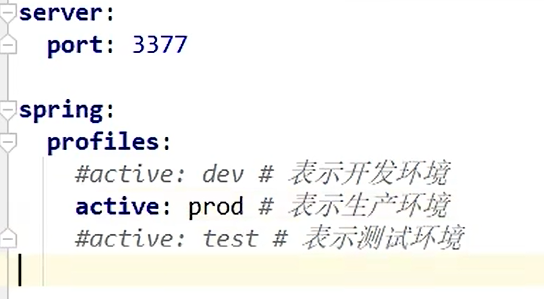 server:
  port: 3377

spring:
  profiles:
    #active: dev # 表示开发环境
    active: prod # 表示生产环境
    #active: test # 表示测试环境